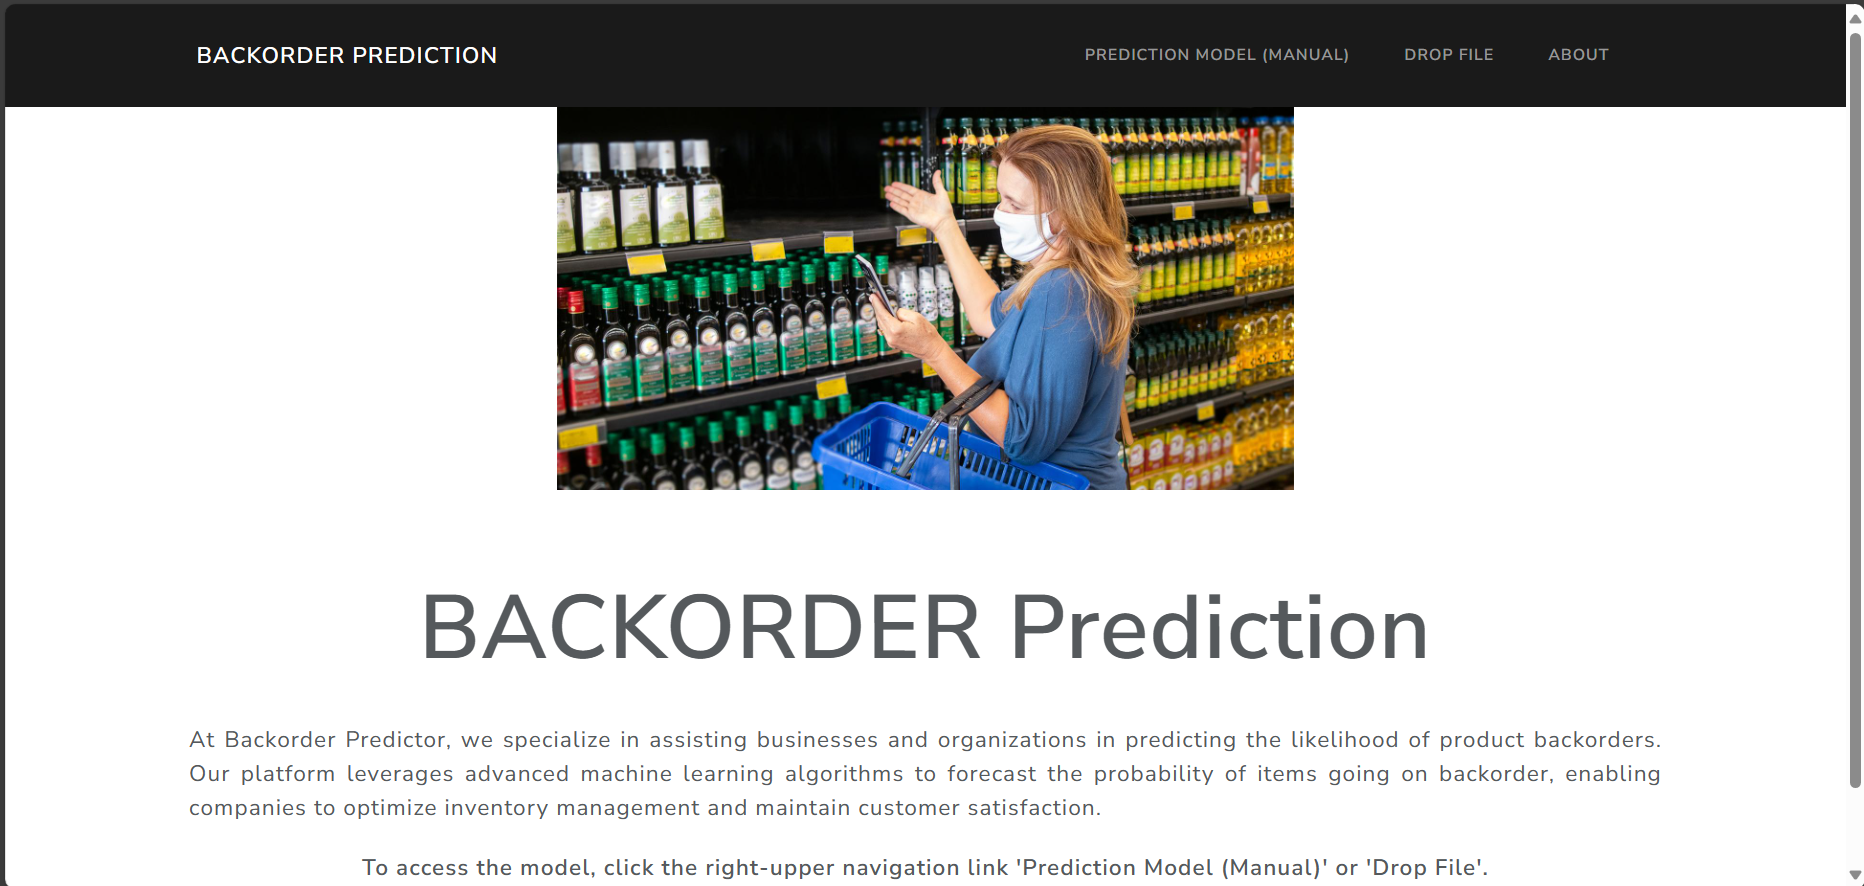 BACKORDER PREDICTION
PREDICTION MODEL (MANUAL) DROP FILE ABOUT
BACKORDER Prediction
At Backorder Predictor, we specialize in assisting businesses and organizations in predicting the likelihood of product backorders.
Our platform leverages advanced machine learning algorithms to forecast the probability of items going on backorder, enabling
companies to optimize inventory management and maintain customer satisfaction.
To access the model, click the right-upper navigation link 'Prediction Model (Manual)' or 'Drop File'.